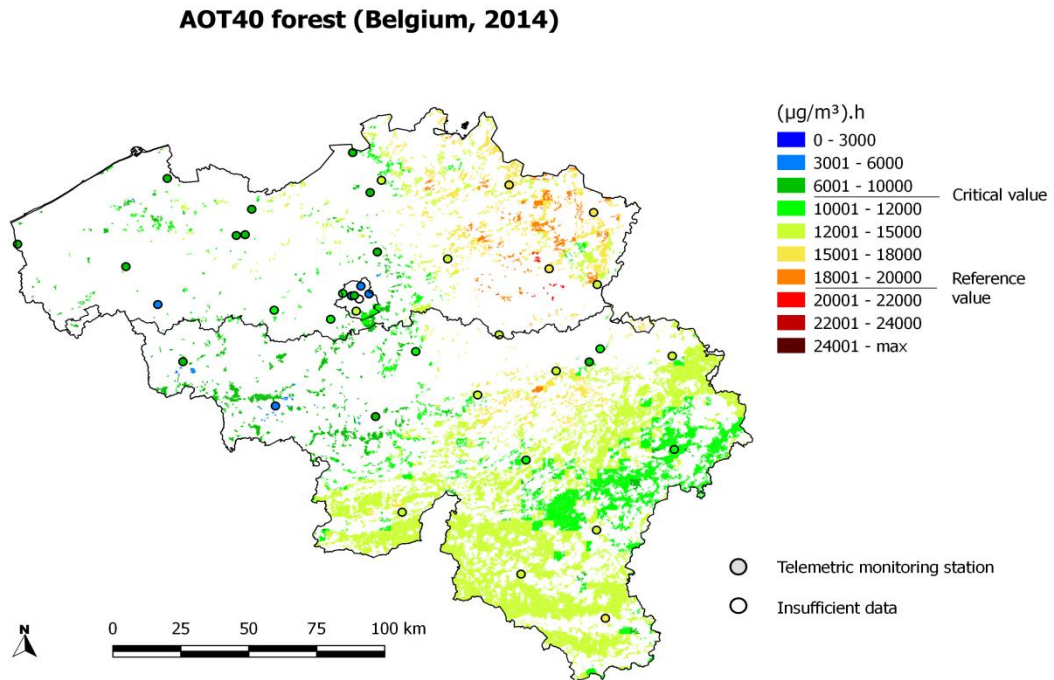 AOT40 forest (Belgium, 2014)
(µg/m³).h
0 - 3000
3001 - 6000
6001 - 10000
Critical value
10001 - 12000
12001 - 15000
15001 - 18000
18001 - 20000
Reference
value
20001 - 22000
22001 - 24000
24001 - max
Telemetric monitoring station
Insufficient data
N
0 25 50 75 100 km